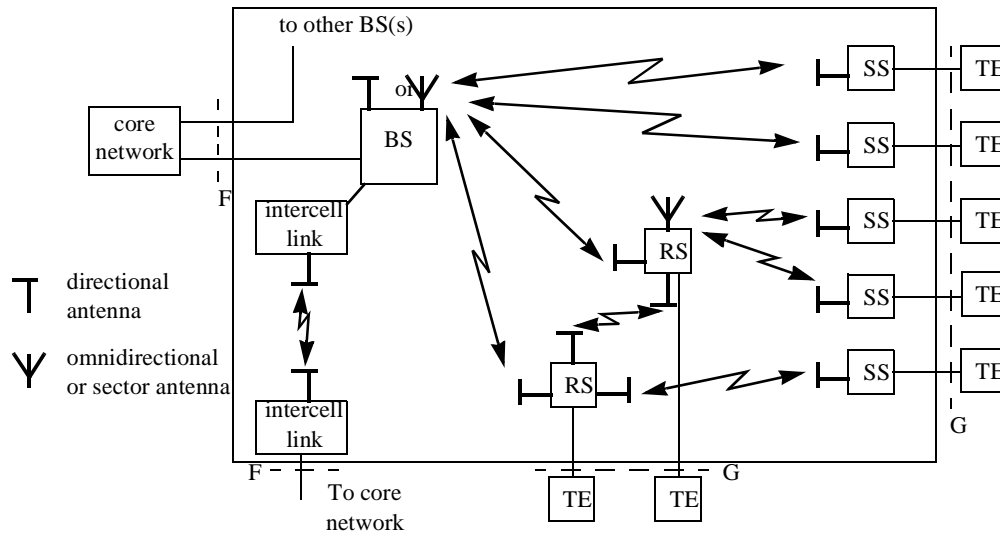 to other BS(s)
or
BS
core
network
F
intercell
link
directional
antenna
omnidirectional
or sector antenna
intercell
link
F
To core
network
RS
RS
SS
SS
SS
SS
SS
TE
TE
TE
TE
TE
G
G
TE
TE